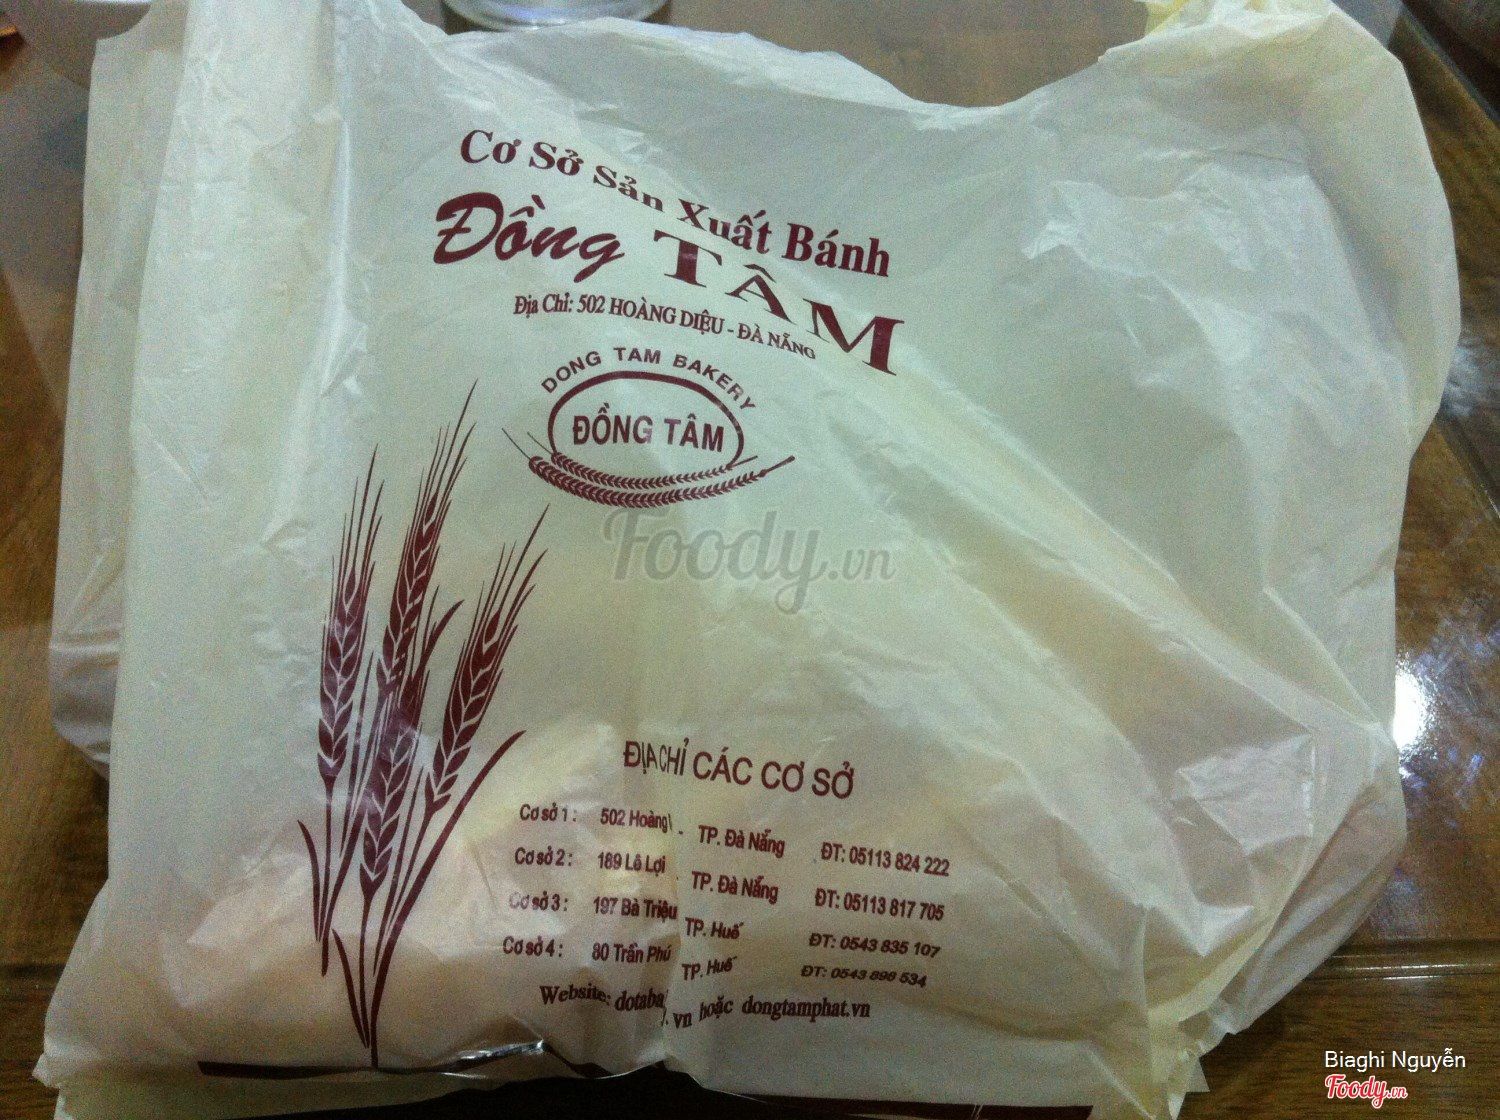 Cơ Sở Sản Xuất Bánh
Đồng TÂM
Địa Chỉ: 502 HOÀNG DIỆU - ĐÀ NẴNG
DONG TAM BAKERY
ĐỒNG TÂM
Foody.vn
ĐỊA CHỈ CÁC CƠ SỞ
Cơ sở 1 : 502 Hoàng - TP. Đà Nẵng ĐT: 05113 824 222
Cơ sở 2 : 189 Lê Lợi TP. Đà Nẵng ĐT: 05113 817 705
Cơ sở 3 : 197 Bà Triệu TP. Huế ĐT: 0543 835 107
Cơ sở 4 : 80 Trần Phú TP. Huế ĐT: 0543 898 534
Website: .vn hoặc dongtamphat.vn
Biaghi Nguyễn
Foody.vn